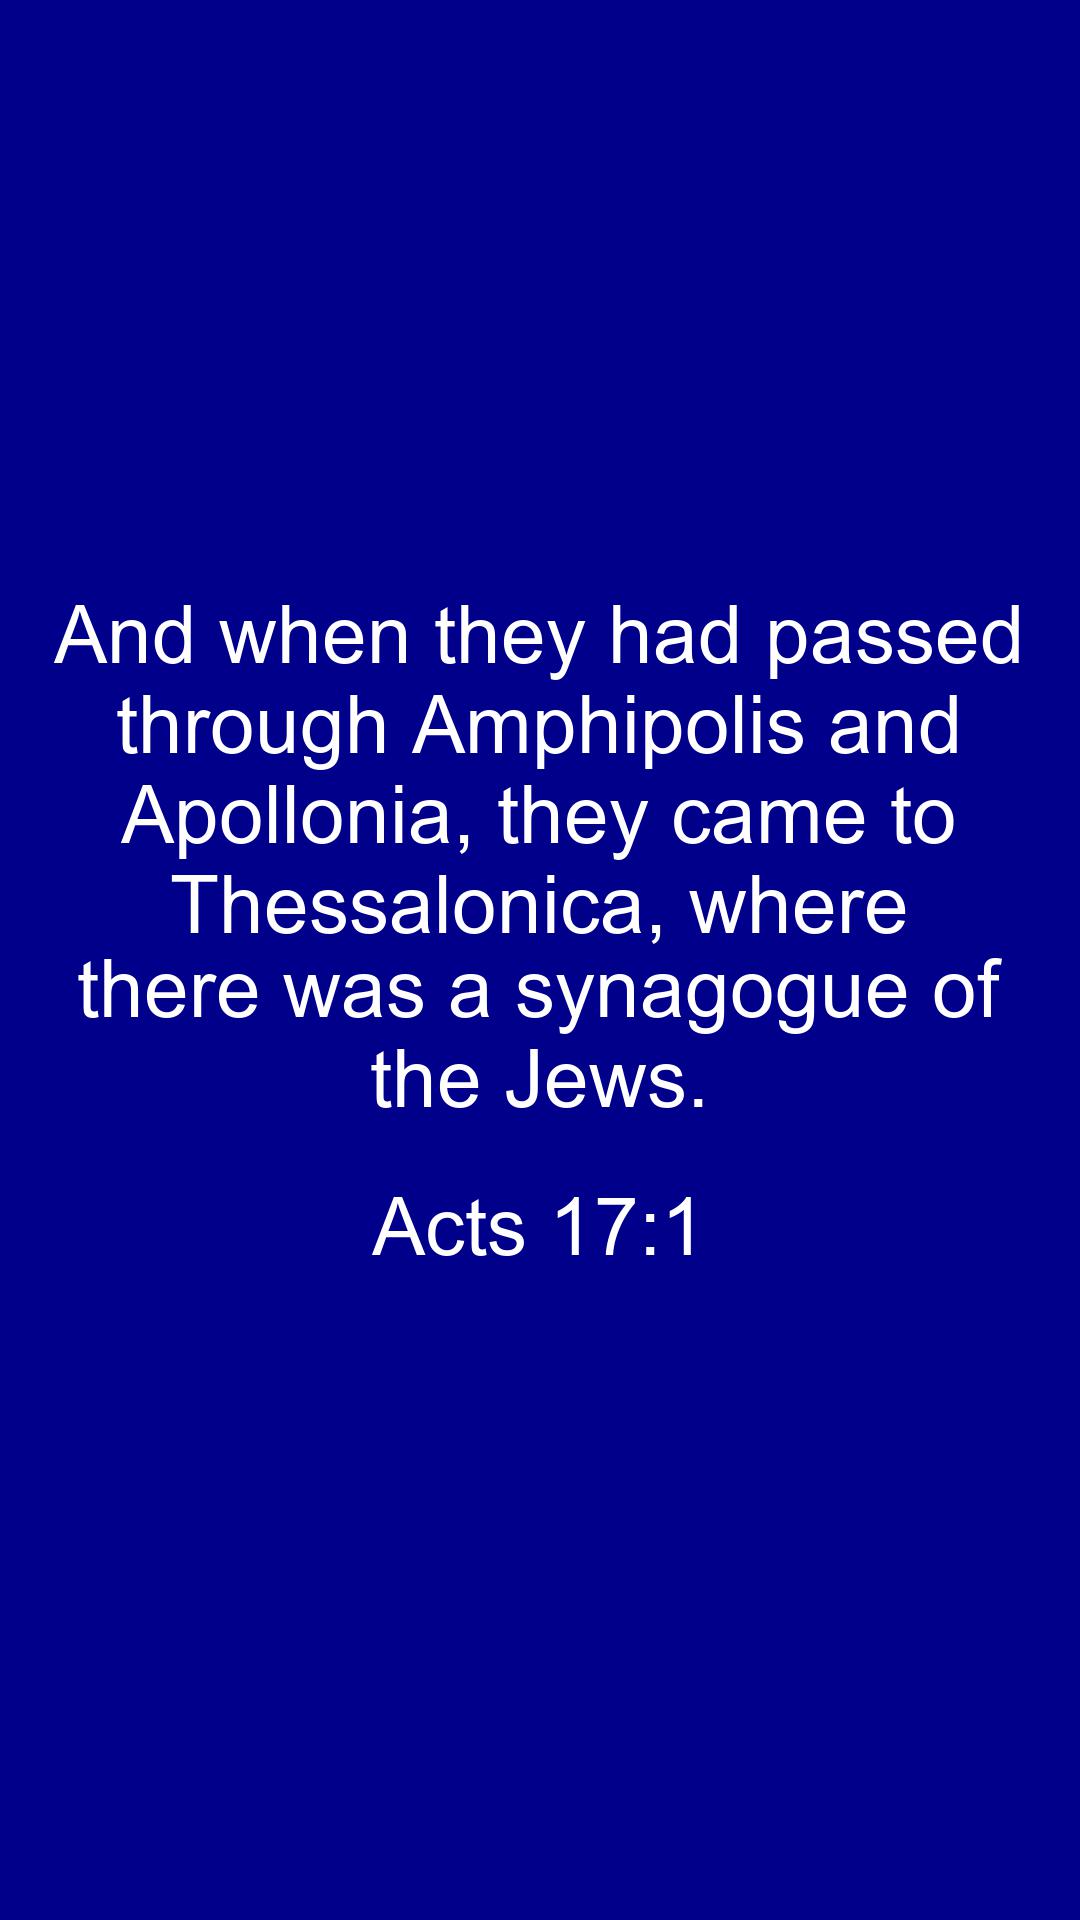 And when they had passed
through Amphipolis and
Apollonia, they came to
Thessalonica, where
there was a synagogue of
the Jews.
Acts 17:1